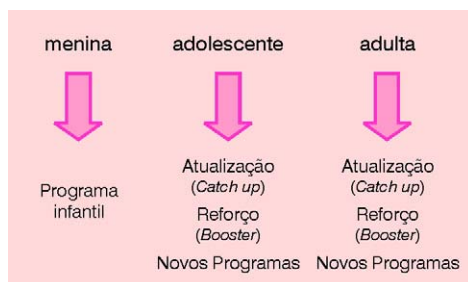 menina
adolescente
adulta
Programa
infantil
Atualização
(Catch up)
Reforço
(Booster)
Novos Programas
Atualização
(Catch up)
Reforço
(Booster)
Novos Programas